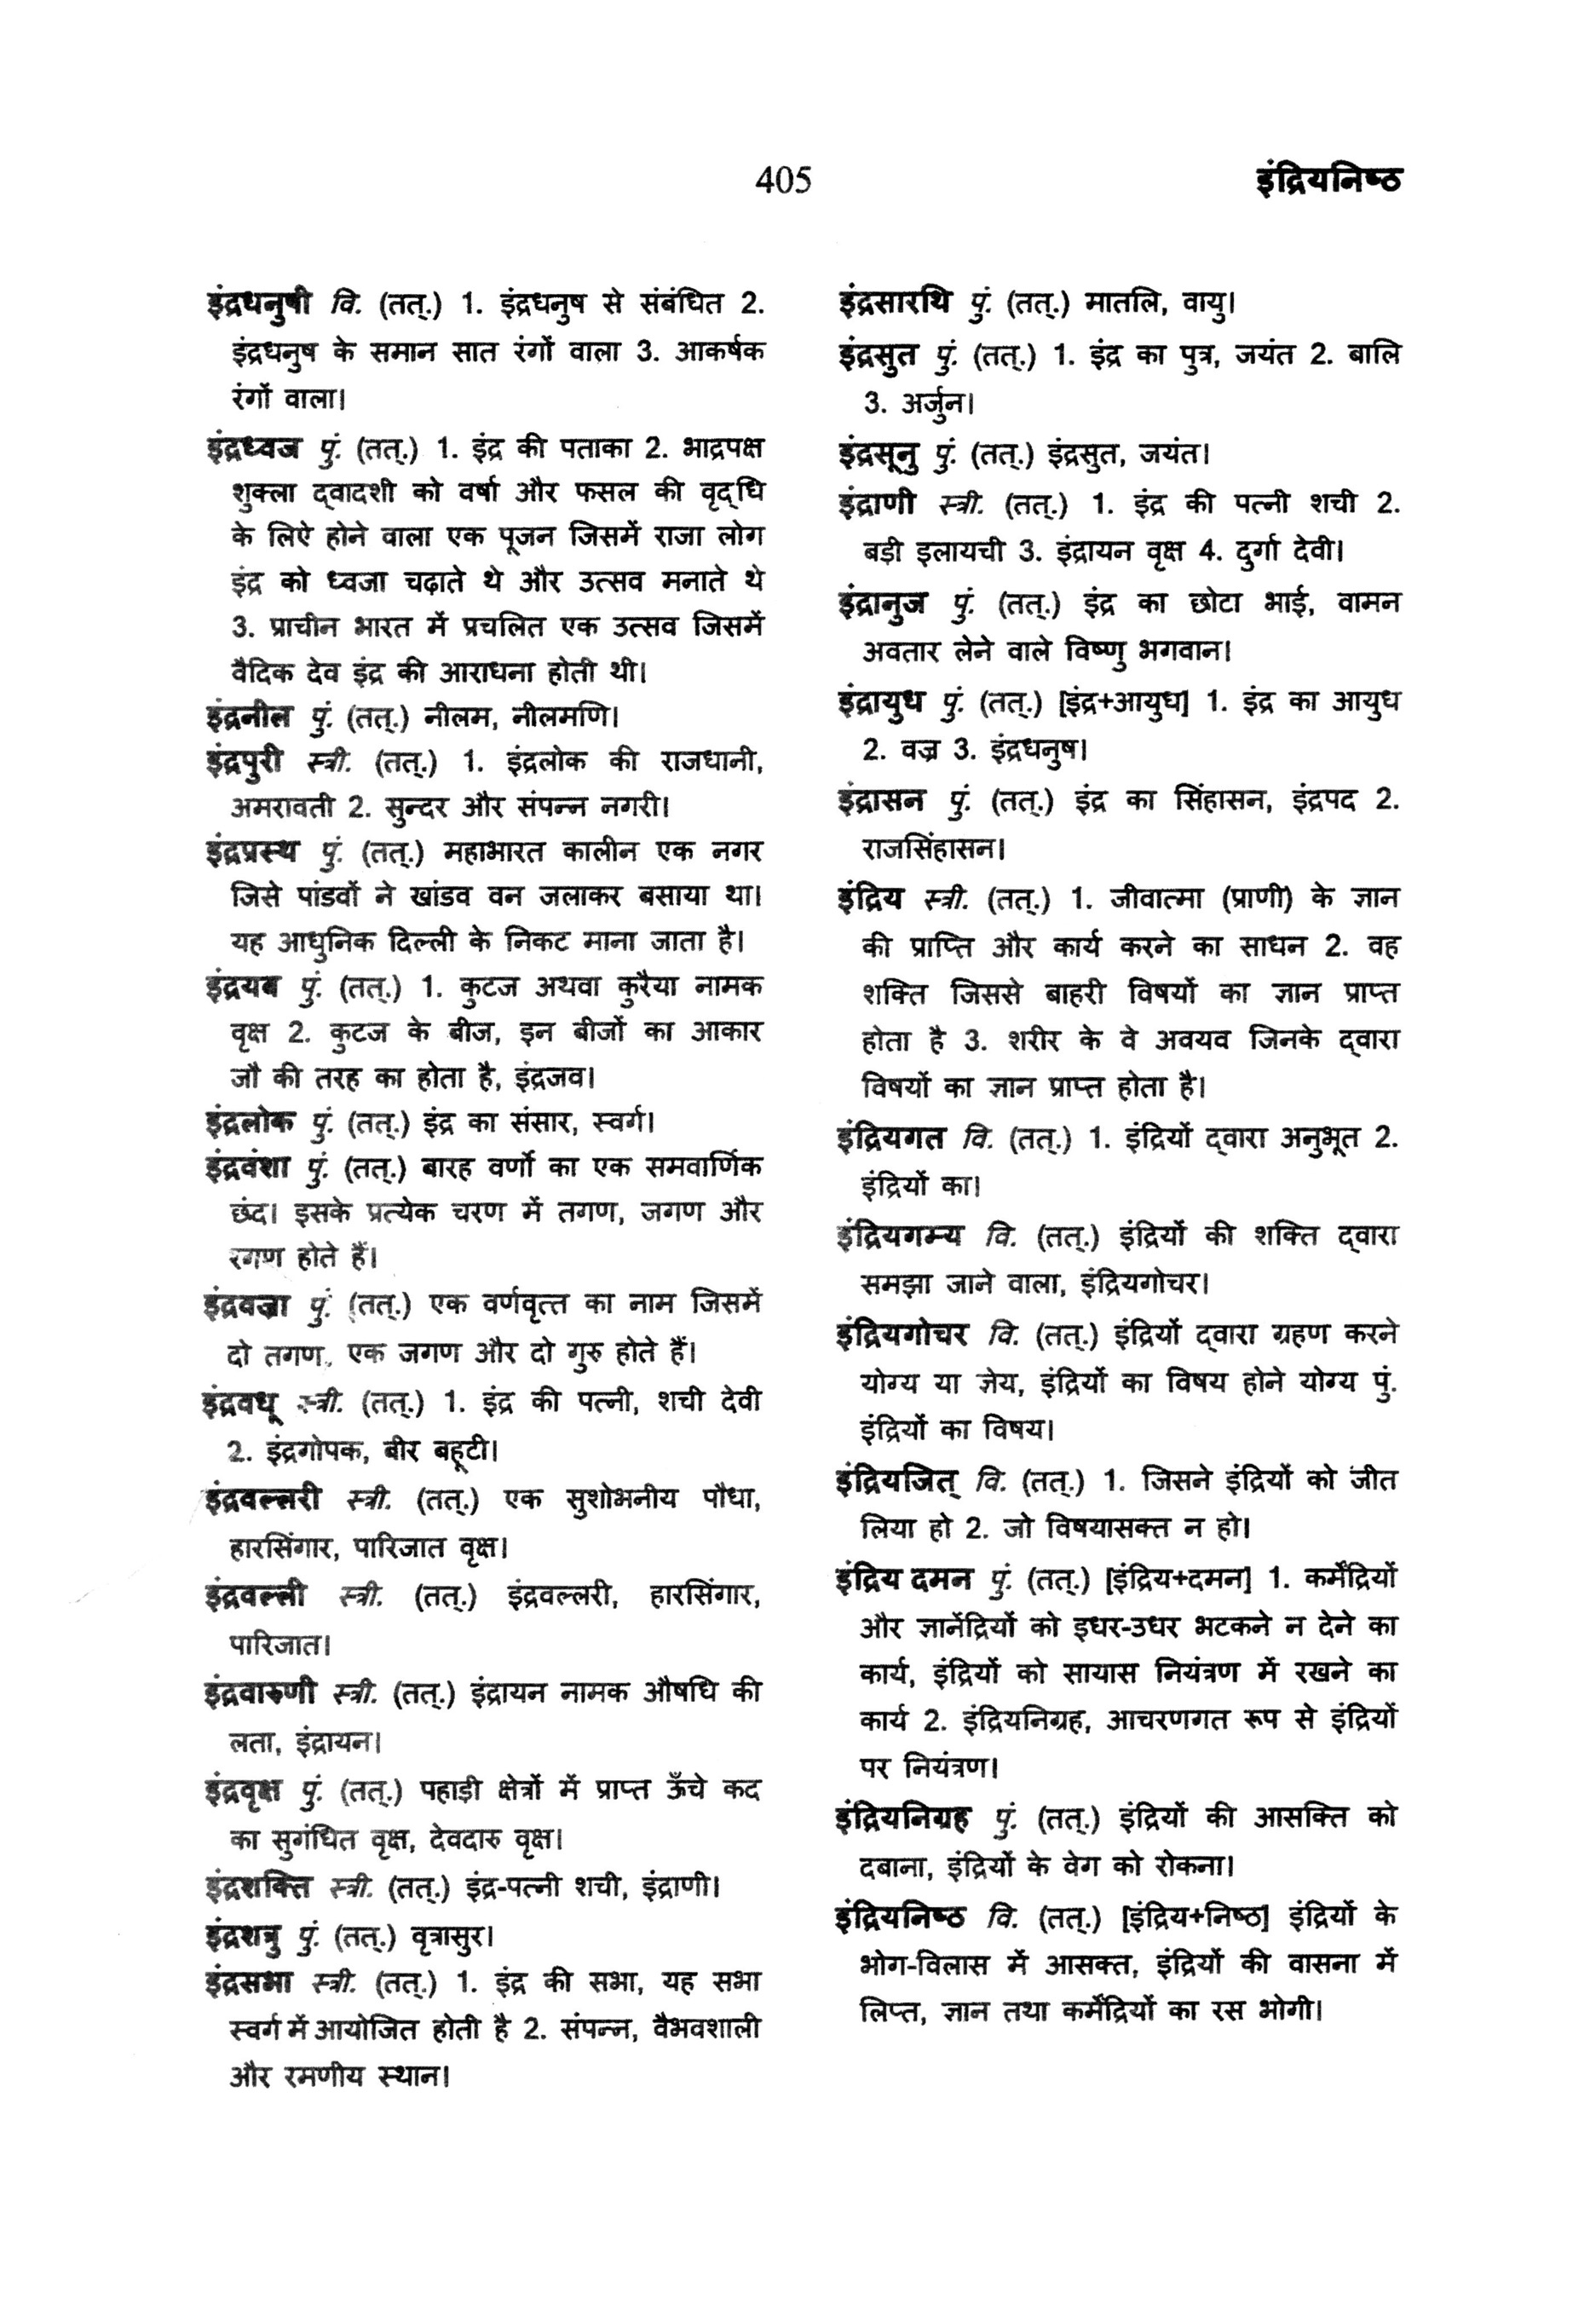 405
इंद्रियनिष्ठ
इंद्रधनुषी वि. (तत्.) 1. इंद्रधनुष से संबंधित 2.
इंद्रधनुष के समान सात रंगों वाला 3. आकर्षक
रंगों वाला।
इंद्रध्वज पुं. (तत्.) 1. इंद्र की पताका 2. भाद्रपक्ष
शुक्ला द्वादशी को वर्षा और फसल की वृद्धि
के लिऐ होने वाला एक पूजन जिसमें राजा लोग
इंद्र को ध्वजा चढ़ाते थे और उत्सव मनाते थे
3. प्राचीन भारत में प्रचलित एक उत्सव जिसमें
वैदिक देव इंद्र की आराधना होती थी।
इंद्रनील पुं. (तत्.) नीलम, नीलमणि।
इंद्रपुरी स्त्री. (तत्.) 1. इंद्रलोक की राजधानी,
अमरावती 2. सुन्दर और संपन्न नगरी।
इंद्रप्रस्थ पुं. (तत्.) महाभारत कालीन एक नगर
जिसे पांडवों ने खांडव वन जलाकर बसाया था।
यह आधुनिक दिल्ली के निकट माना जाता है।
इंद्रयव पुं. (तत्.) 1. कुटज अथवा कुरैया नामक
वृक्ष 2. कुटज के बीज, इन बीजों का आकार
जौ की तरह का होता है, इंद्रजव।
इंद्रलोक पुं. (तत्.) इंद्र का संसार, स्वर्ग।
इंद्रवंशा पुं. (तत्.) बारह वर्णो का एक समवार्णिक
छंद। इसके प्रत्येक चरण में तगण, जगण और
रगण होते हैं।
इंद्रवज्रा पुं. (तत्.) एक वर्णवृत्त का नाम जिसमें
दो तगण, एक जगण और दो गुरु होते हैं।
इंद्रवधू स्त्री. (तत्.) 1. इंद्र की पत्नी, शची देवी
2. इंद्रगोपक, बीर बहूटी।
इंद्रवल्लरी स्त्री. (तत्.) एक सुशोभनीय पौधा,
हारसिंगार, पारिजात वृक्ष।
इंद्रवल्ली स्त्री. (तत्.) इंद्रवल्लरी, हारसिंगार,
पारिजात।
इंद्रवारुणी स्त्री. (तत्.) इंद्रायन नामक औषधि की
लता, इंद्रायन।
इंद्रवृक्ष पुं. (तत्.) पहाड़ी क्षेत्रों में प्राप्त ऊँचे कद
का सुगंधित वृक्ष, देवदारु वृक्ष।
इंद्रशक्ति स्त्री. (तत्.) इंद्र-पत्नी शची, इंद्राणी।
इंद्रशत्रु पुं. (तत्.) वृत्रासुर।
इंद्रसभा स्त्री. (तत्.) 1. इंद्र की सभा, यह सभा
स्वर्ग में आयोजित होती है 2. संपन्न, वैभवशाली
और रमणीय स्थान।
इंद्रसारथि पुं. (तत्.) मातलि, वायु।
इंद्रसुत पुं. (तत्.) 1. इंद्र का पुत्र, जयंत 2. बालि
3. अर्जुन।
इंद्रसूनु पुं. (तत्.) इंद्रसुत, जयंत।
इंद्राणी स्त्री. (तत्.) 1. इंद्र की पत्नी शची 2.
बड़ी इलायची 3. इंद्रायन वृक्ष 4. दुर्गा देवी।
इंद्रानुज पुं. (तत्.) इंद्र का छोटा भाई, वामन
अवतार लेने वाले विष्णु भगवान।
इंद्रायुध पुं. (तत्.) [इंद्र+आयुध] 1. इंद्र का आयुध
2. वज्र 3. इंद्रधनुष।
इंद्रासन पुं. (तत्.) इंद्र का सिंहासन, इंद्रपद 2.
राजसिंहासन।
इंद्रिय स्त्री. (तत्.) 1. जीवात्मा (प्राणी) के ज्ञान
की प्राप्ति और कार्य करने का साधन 2. वह
शक्ति जिससे बाहरी विषयों का ज्ञान प्राप्त
होता है 3. शरीर के वे अवयव जिनके द्वारा
विषयों का ज्ञान प्राप्त होता है।
इंद्रियगत वि. (तत्.) 1. इंद्रियों द्वारा अनुभूत 2.
इंद्रियों का।
इंद्रियगम्य वि. (तत्.) इंद्रियों की शक्ति द्वारा
समझा जाने वाला, इंद्रियगोचर।
इंद्रियगोचर वि. (तत्.) इंद्रियों द्वारा ग्रहण करने
योग्य या ज्ञेय, इंद्रियों का विषय होने योग्य पुं.
इंद्रियों का विषय।
इंद्रियजित् वि. (तत्.) 1. जिसने इंद्रियों को जीत
लिया हो 2. जो विषयासक्त न हो।
इंद्रिय दमन पुं. (तत्.) [इंद्रिय+दमन] 1. कर्मेंद्रियों
और ज्ञानेंद्रियों को इधर-उधर भटकने न देने का
कार्य, इंद्रियों को सायास नियंत्रण में रखने का
कार्य 2. इंद्रियनिग्रह, आचरणगत रूप से इंद्रियों
पर नियंत्रण।
इंद्रियनिग्रह पुं. (तत्.) इंद्रियों की आसक्ति को
दबाना, इंद्रियों के वेग को रोकना।
इंद्रियनिष्ठ वि. (तत्.) [इंद्रिय+निष्ठ] इंद्रियों के
भोग-विलास में आसक्त, इंद्रियों की वासना में
लिप्त, ज्ञान तथा कर्मेंद्रियों का रस भोगी।